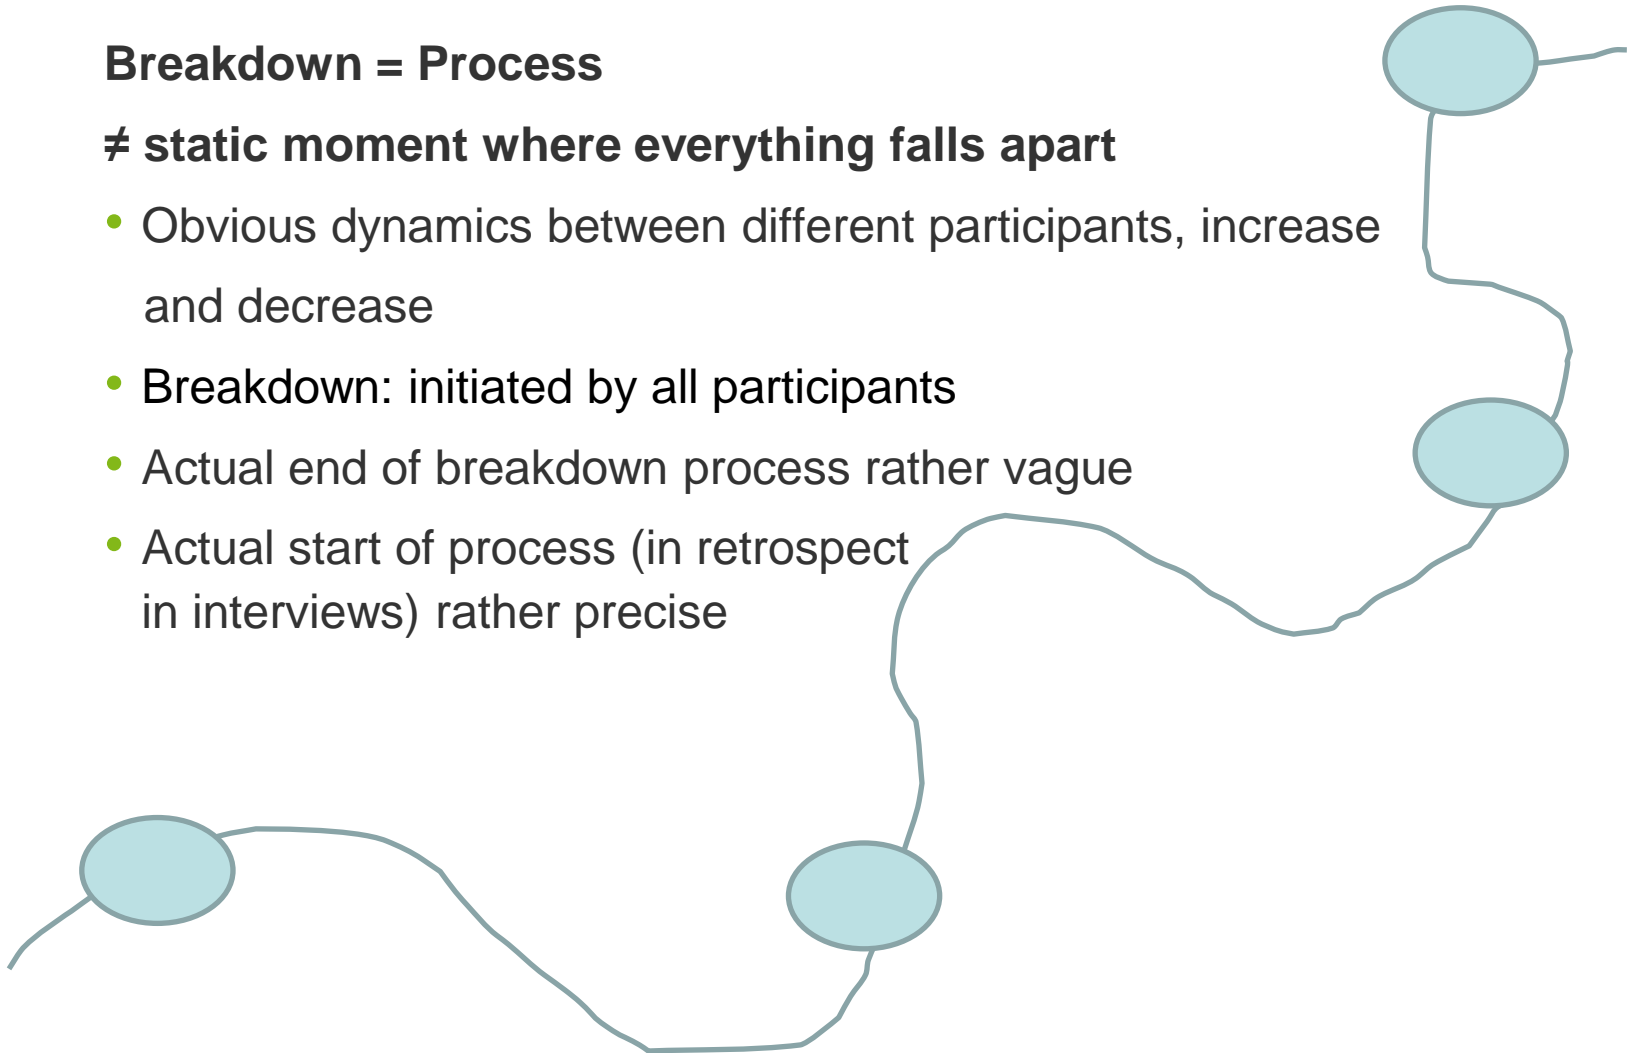 Breakdown = Process
≠ static moment where everything falls apart
• Obvious dynamics between different participants, increase
and decrease
• Breakdown: initiated by all participants
• Actual end of breakdown process rather vague
• Actual start of process (in retrospect
in interviews) rather precise